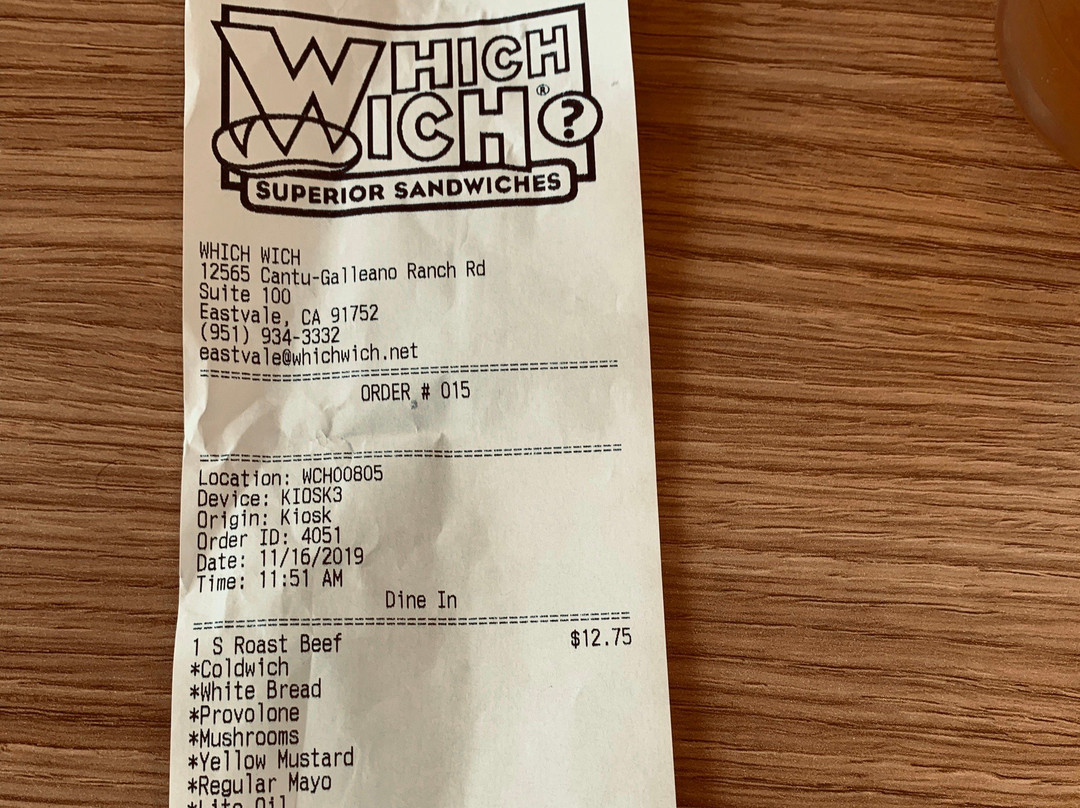 WHICH
WICH®?
SUPERIOR SANDWICHES
WHICH WICH
12565 Cantu-Galleano Ranch Rd
Suite 100
Eastvale, CA 91752
(951) 934-3332
eastvale@whichwich.net
==================================================
ORDER # 015
==================================================
Location: WCH00805
Device: KIOSK3
Origin: Kiosk
Order ID: 4051
Date: 11/16/2019
Time: 11:51 AM
Dine In
==================================================
1 S Roast Beef $12.75
*Coldwich
*White Bread
*Provolone
*Mushrooms
*Yellow Mustard
*Regular Mayo
*Lite Oil